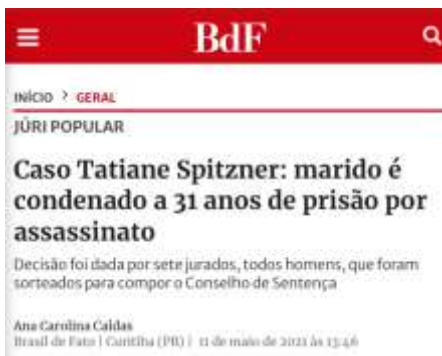 BdF
INÍCIO > GERAL
JÚRI POPULAR
Caso Tatiane Spitzner: marido é
condenado a 31 anos de prisão por
assassinato
Decisão foi dada por sete jurados, todos homens, que foram
sorteados para compor o Conselho de Sentença
Ana Carolina Caldas
Brasil de Fato | Curitiba (PR) | 11 de maio de 2021 às 13:46